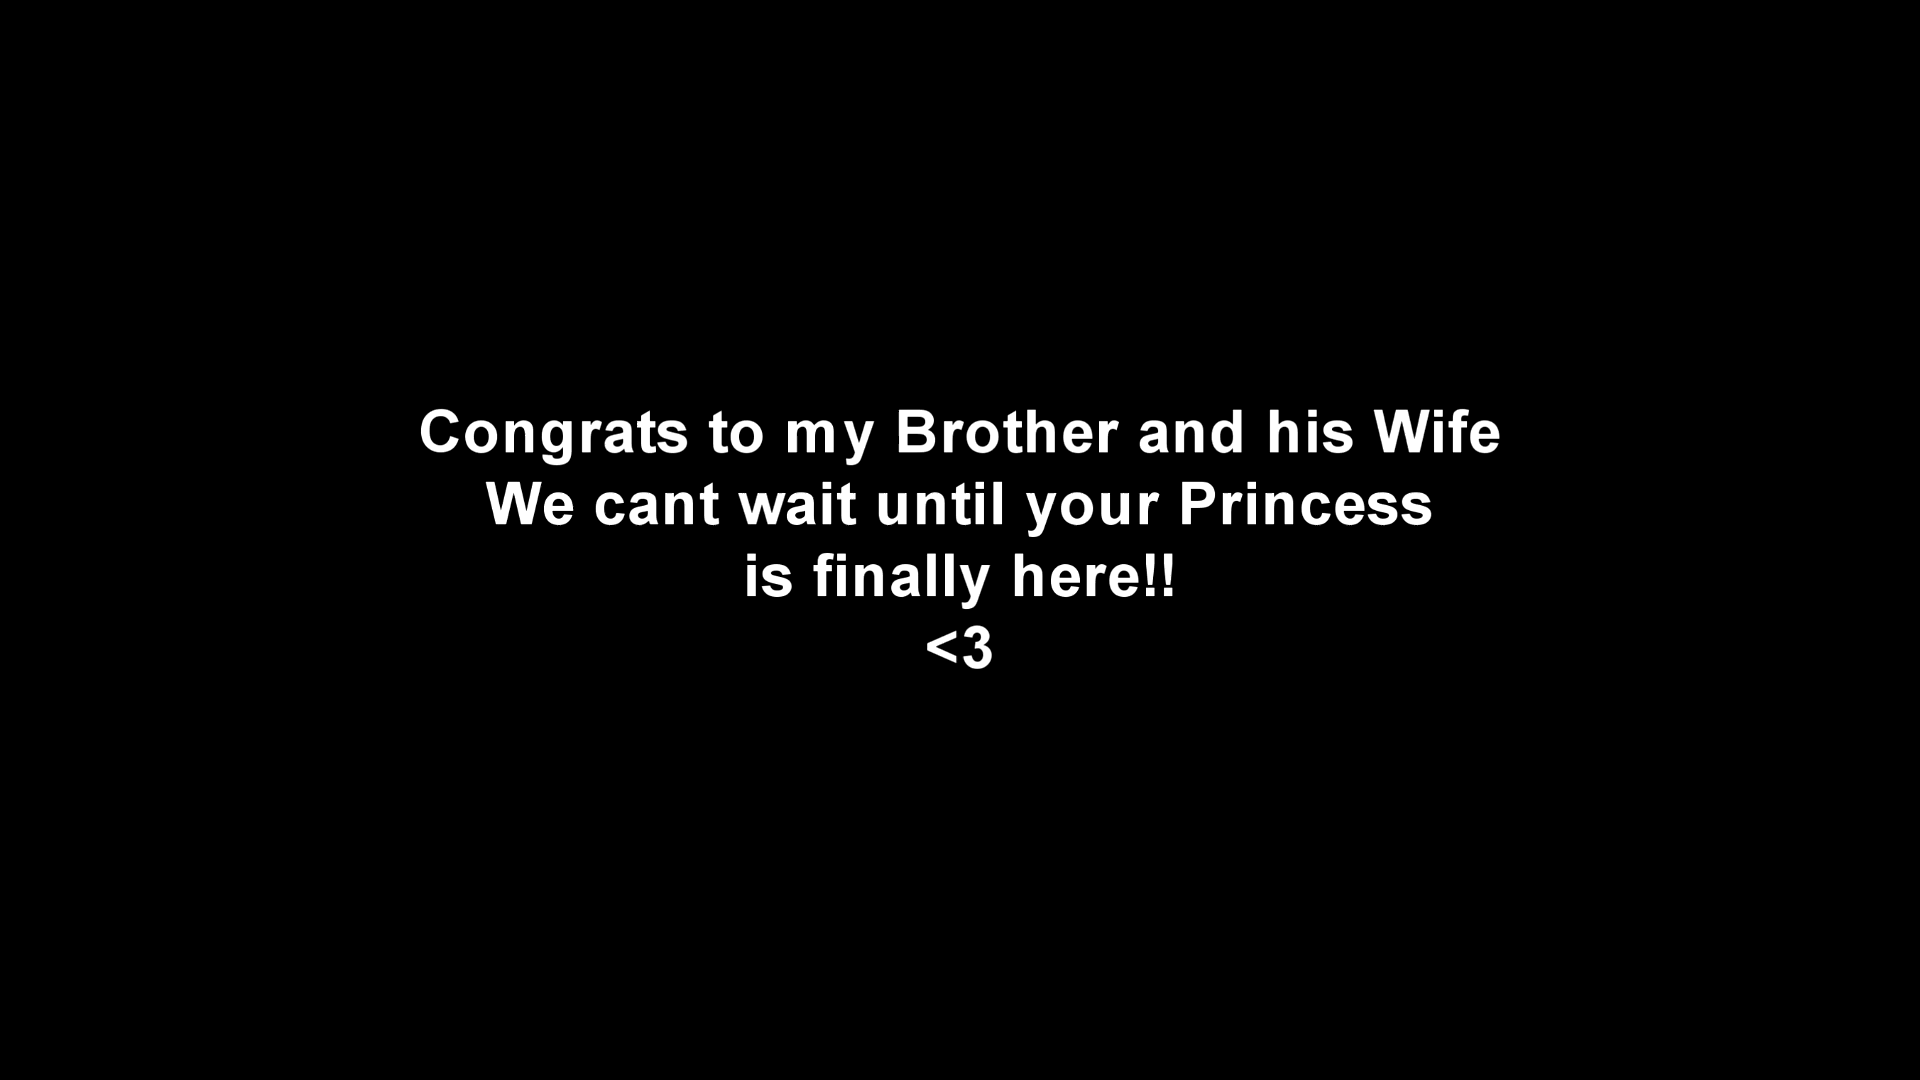 Congrats to my Brother and his Wife
We cant wait until your Princess
is finally here!!
<3